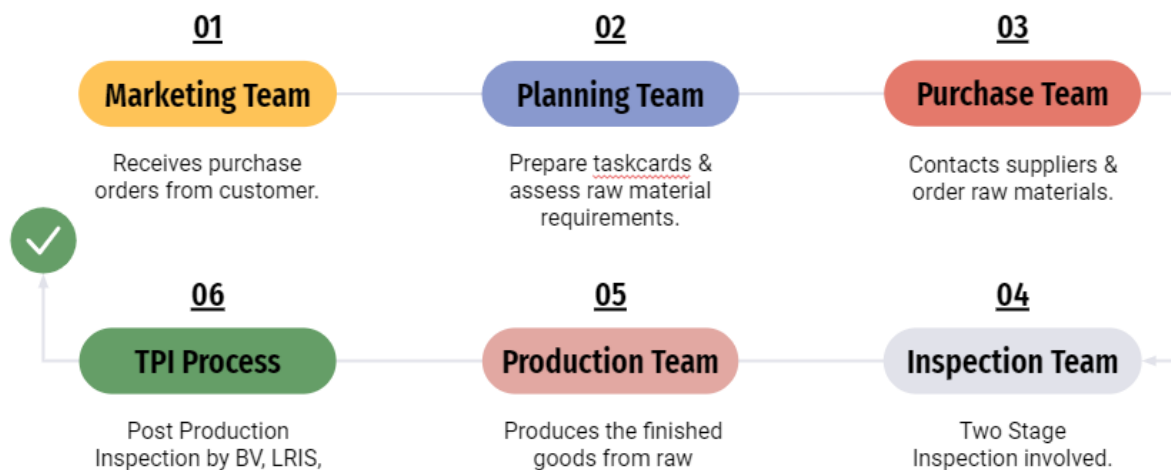 01
Marketing Team
Receives purchase
orders from customer.
02
Planning Team
Prepare taskcards &
assess raw material
requirements.
03
Purchase Team
Contacts suppliers &
order raw materials.
04
Inspection Team
Two Stage
Inspection involved.
05
Production Team
Produces the finished
goods from raw
06
TPI Process
Post Production
Inspection by BV, LRIS,